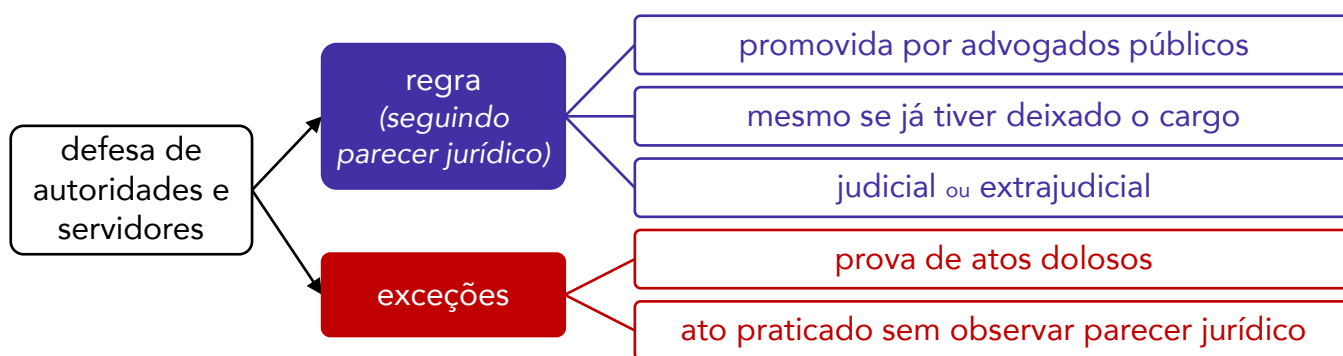 defesa de
autoridades e
servidores
regra
(seguindo
parecer jurídico)
promovida por advogados públicos
mesmo se já tiver deixado o cargo
judicial ou extrajudicial
exceções
prova de atos dolosos
ato praticado sem observar parecer jurídico